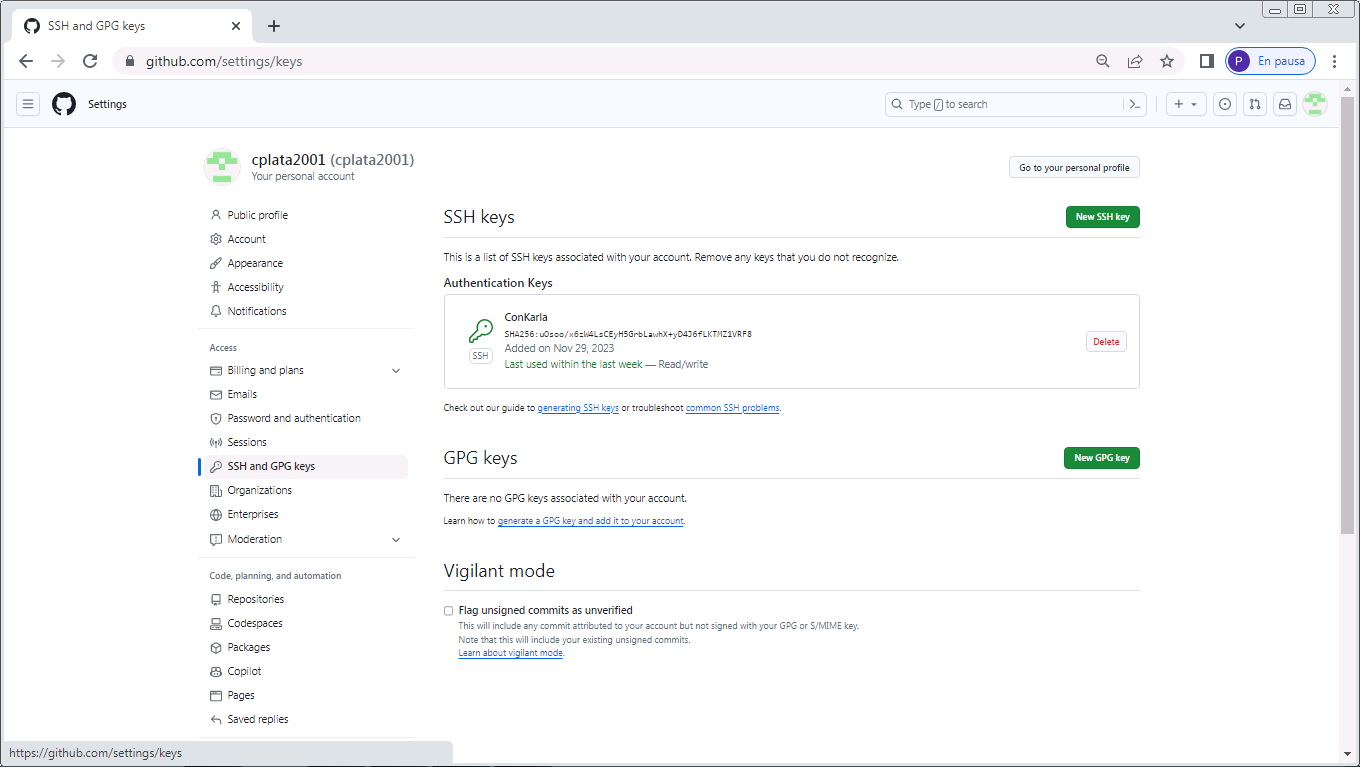 SSH and GPG keys
github.com/settings/keys
P En pausa
Settings
Type / to search
cplata2001 (cplata2001)
Your personal account
Go to your personal profile
Public profile
Account
Appearance
Accessibility
Notifications
Access
Billing and plans
Emails
Password and authentication
Sessions
SSH and GPG keys
Organizations
Enterprises
Moderation
Code, planning, and automation
Repositories
Codespaces
Packages
Copilot
Pages
Saved replies
SSH keys
New SSH key
This is a list of SSH keys associated with your account. Remove any keys that you do not recognize.
Authentication Keys
ConKarla
SHA256:uOsoo/x6zW4LsCEyH5GrbLawhX+yD4J6fLKTMZ1VRF8
Added on Nov 29, 2023
Last used within the last week — Read/write
SSH
Delete
Check out our guide to generating SSH keys or troubleshoot common SSH problems.
GPG keys
New GPG key
There are no GPG keys associated with your account.
Learn how to generate a GPG key and add it to your account.
Vigilant mode
Flag unsigned commits as unverified
This will include any commit attributed to your account but not signed with your GPG or S/MIME key.
Note that this will include your existing unsigned commits.
Learn about vigilant mode.
https://github.com/settings/keys